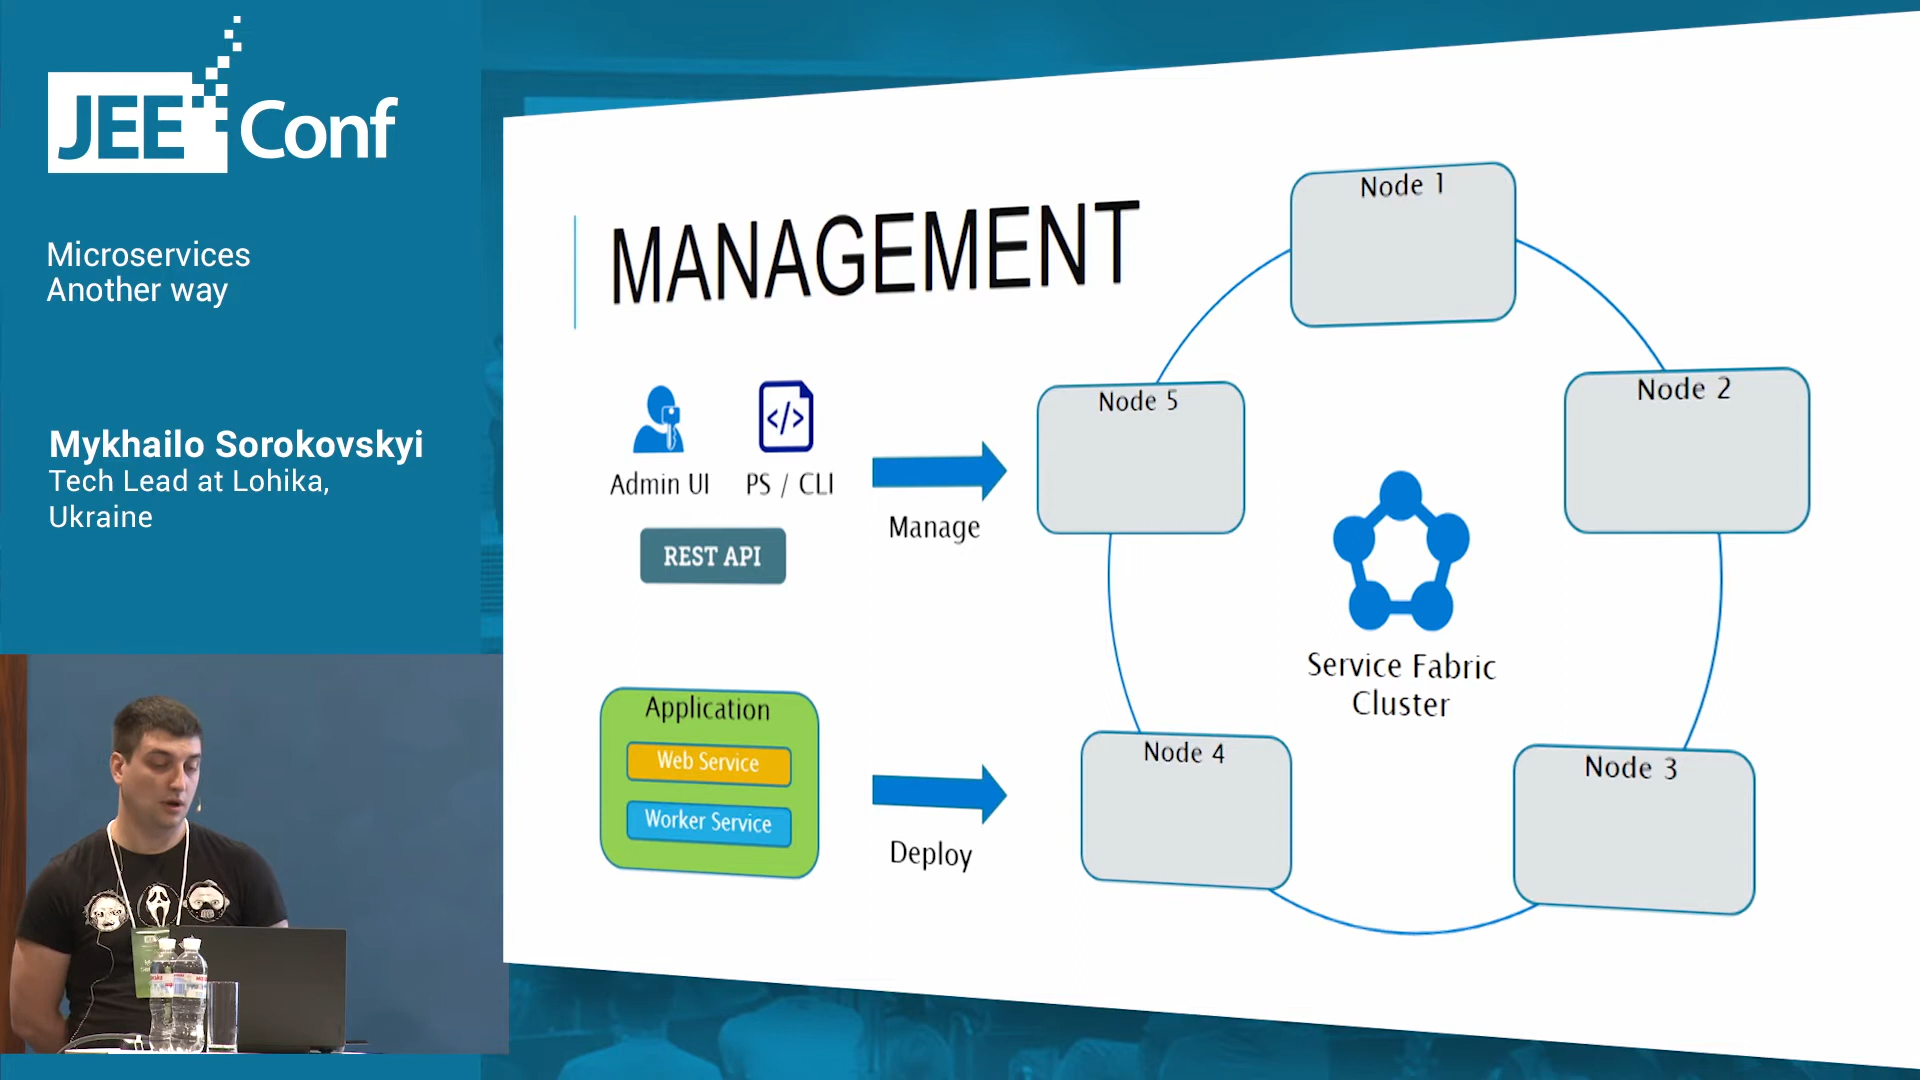 JEE Conf
Microservices
Another way
Mykhailo Sorokovskyi
Tech Lead at Lohika,
Ukraine
MANAGEMENT
Admin UI
PS / CLI
REST API
Manage
Application
Web Service
Worker Service
Deploy
Node 1
Node 2
Node 3
Node 4
Node 5
Service Fabric
Cluster